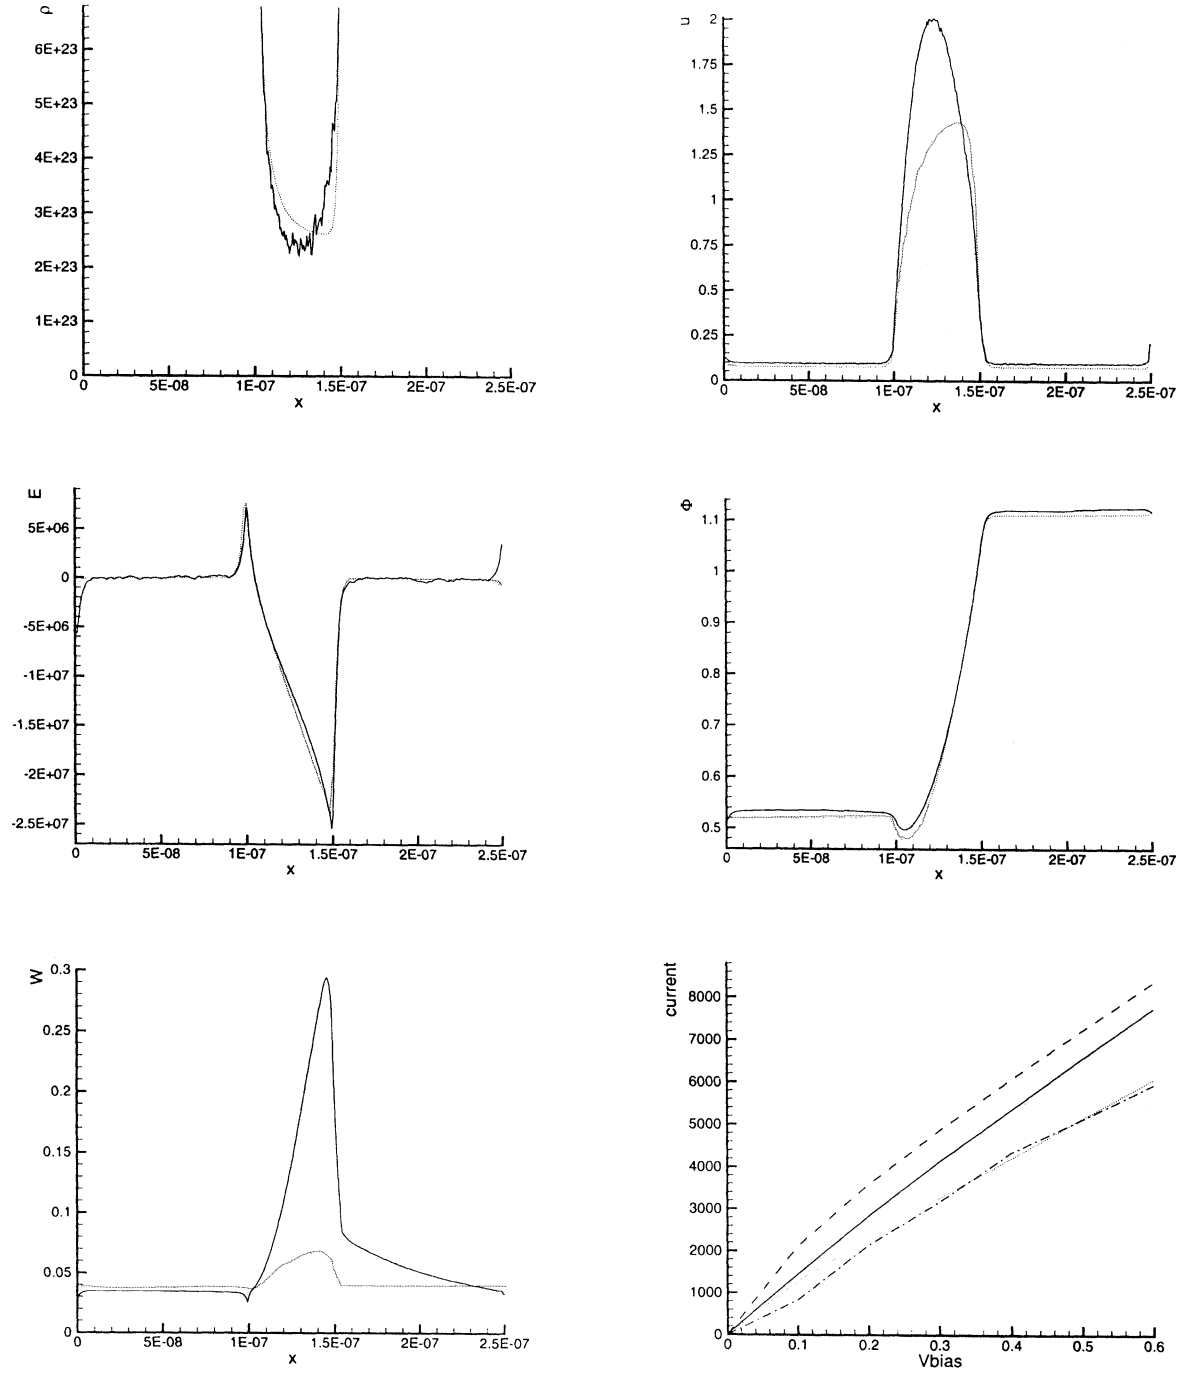 ρ
6E+23
5E+23
4E+23
3E+23
2E+23
1E+23
0
0 5E-08 1E-07 1.5E-07 2E-07 2.5E-07
x
u
2
1.75
1.5
1.25
1
0.75
0.5
0.25
0
0 5E-08 1E-07 1.5E-07 2E-07 2.5E-07
x
E
5E+06
0
-5E+06
-1E+07
-1.5E+07
-2E+07
-2.5E+07
0 5E-08 1E-07 1.5E-07 2E-07 2.5E-07
x
Φ
1.1
1
0.9
0.8
0.7
0.6
0.5
0 5E-08 1E-07 1.5E-07 2E-07 2.5E-07
x
W
0.3
0.25
0.2
0.15
0.1
0.05
0
0 5E-08 1E-07 1.5E-07 2E-07 2.5E-07
x
current
8000
7000
6000
5000
4000
3000
2000
1000
0
0 0.1 0.2 0.3 0.4 0.5 0.6
Vbias